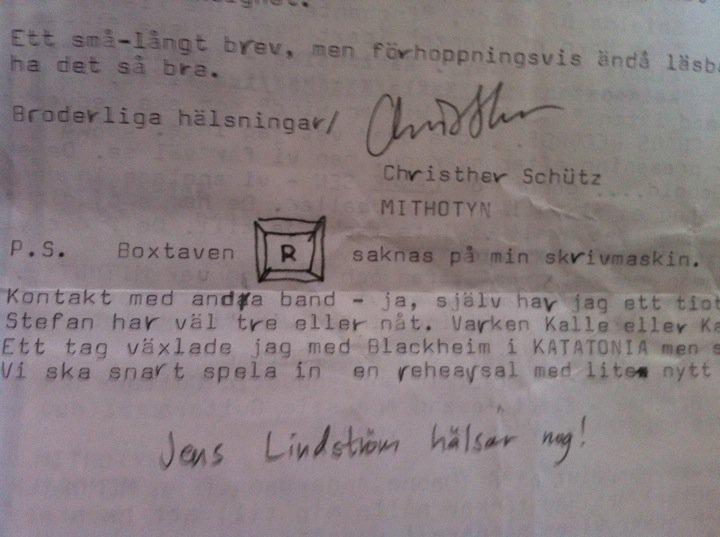 Ett små-långt brev, men förhoppningsvis ändå
ha det så bra.
Broderliga hälsningar/ Christher
Christher Schütz
MITHOTYN
P.S. Boxtaven R saknas på min skrivmaskin.
Kontakt med andra band - ja, själv har jag ett
Stefan har väl tre eller nåt. Varken Kalle eller
Ett tag växlade jag med Blackheim i KATATONIA men
Vi ska snart spela in en rehearsal med lite nytt
Jens Lindström hälsar nog!